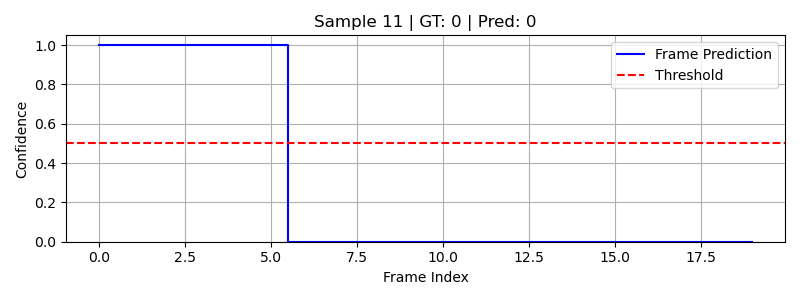 Sample 11 | GT: 0 | Pred: 0
Confidence
1.0
0.8
0.6
0.4
0.2
0.0
Frame Prediction
Threshold
0.0 2.5 5.0 7.5 10.0 12.5 15.0 17.5
Frame Index